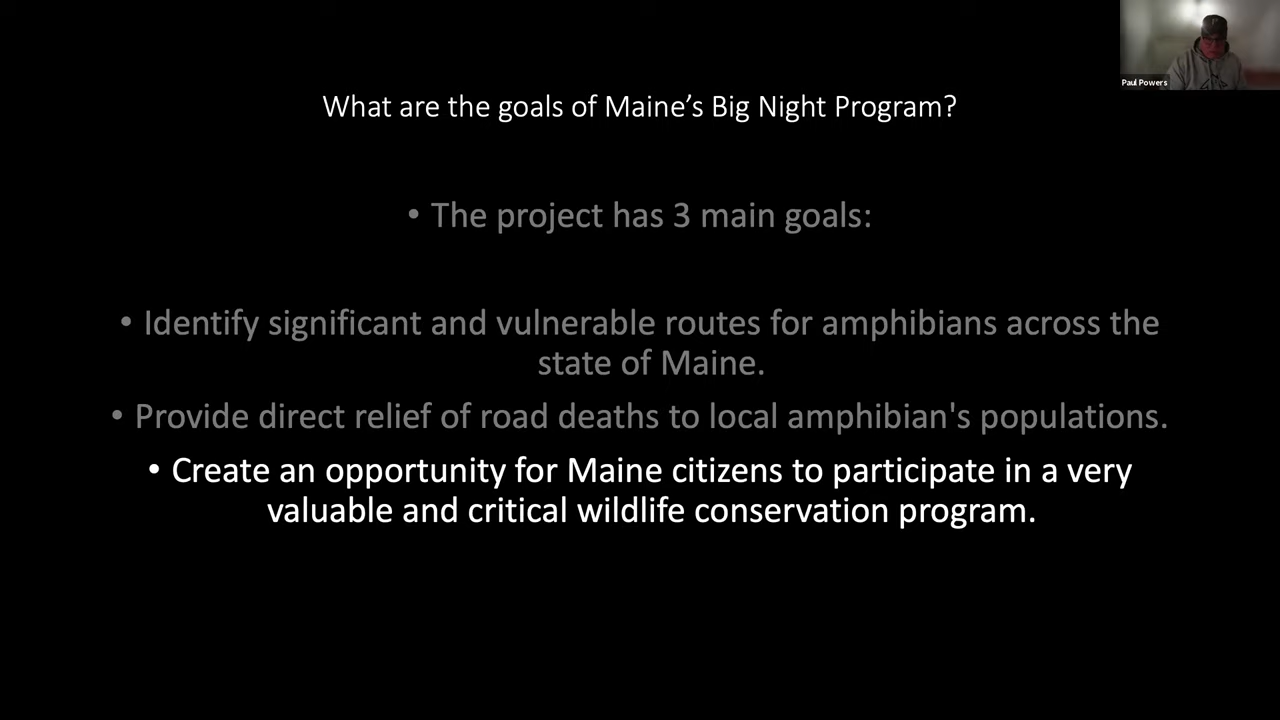 Paul Powers
What are the goals of Maine’s Big Night Program?
• The project has 3 main goals:
• Identify significant and vulnerable routes for amphibians across the
state of Maine.
• Provide direct relief of road deaths to local amphibian's populations.
• Create an opportunity for Maine citizens to participate in a very
valuable and critical wildlife conservation program.